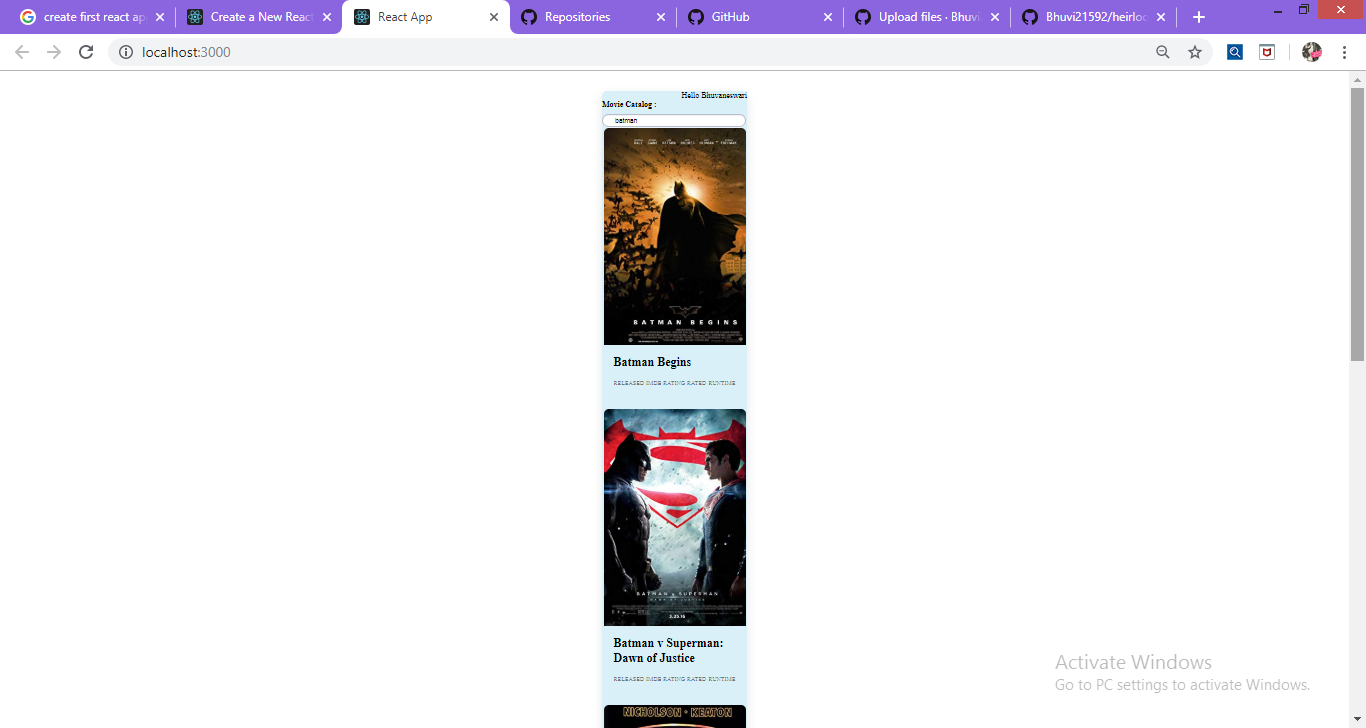 create first react ap
Create a New React
React App
Repositories
GitHub
Upload files · Bhuvi
Bhuvi21592/heirloo
localhost:3000
Hello Bhuvaneswari
Movie Catalog :
batman
BATMAN BEGINS
Batman Begins
RELEASED IMDB RATING RATED RUNTIME
BATMAN v SUPERMAN
DAWN OF JUSTICE
3.25.16
Batman v Superman:
Dawn of Justice
RELEASED IMDB RATING RATED RUNTIME
NICHOLSON · KEATON
Activate Windows
Go to PC settings to activate Windows.